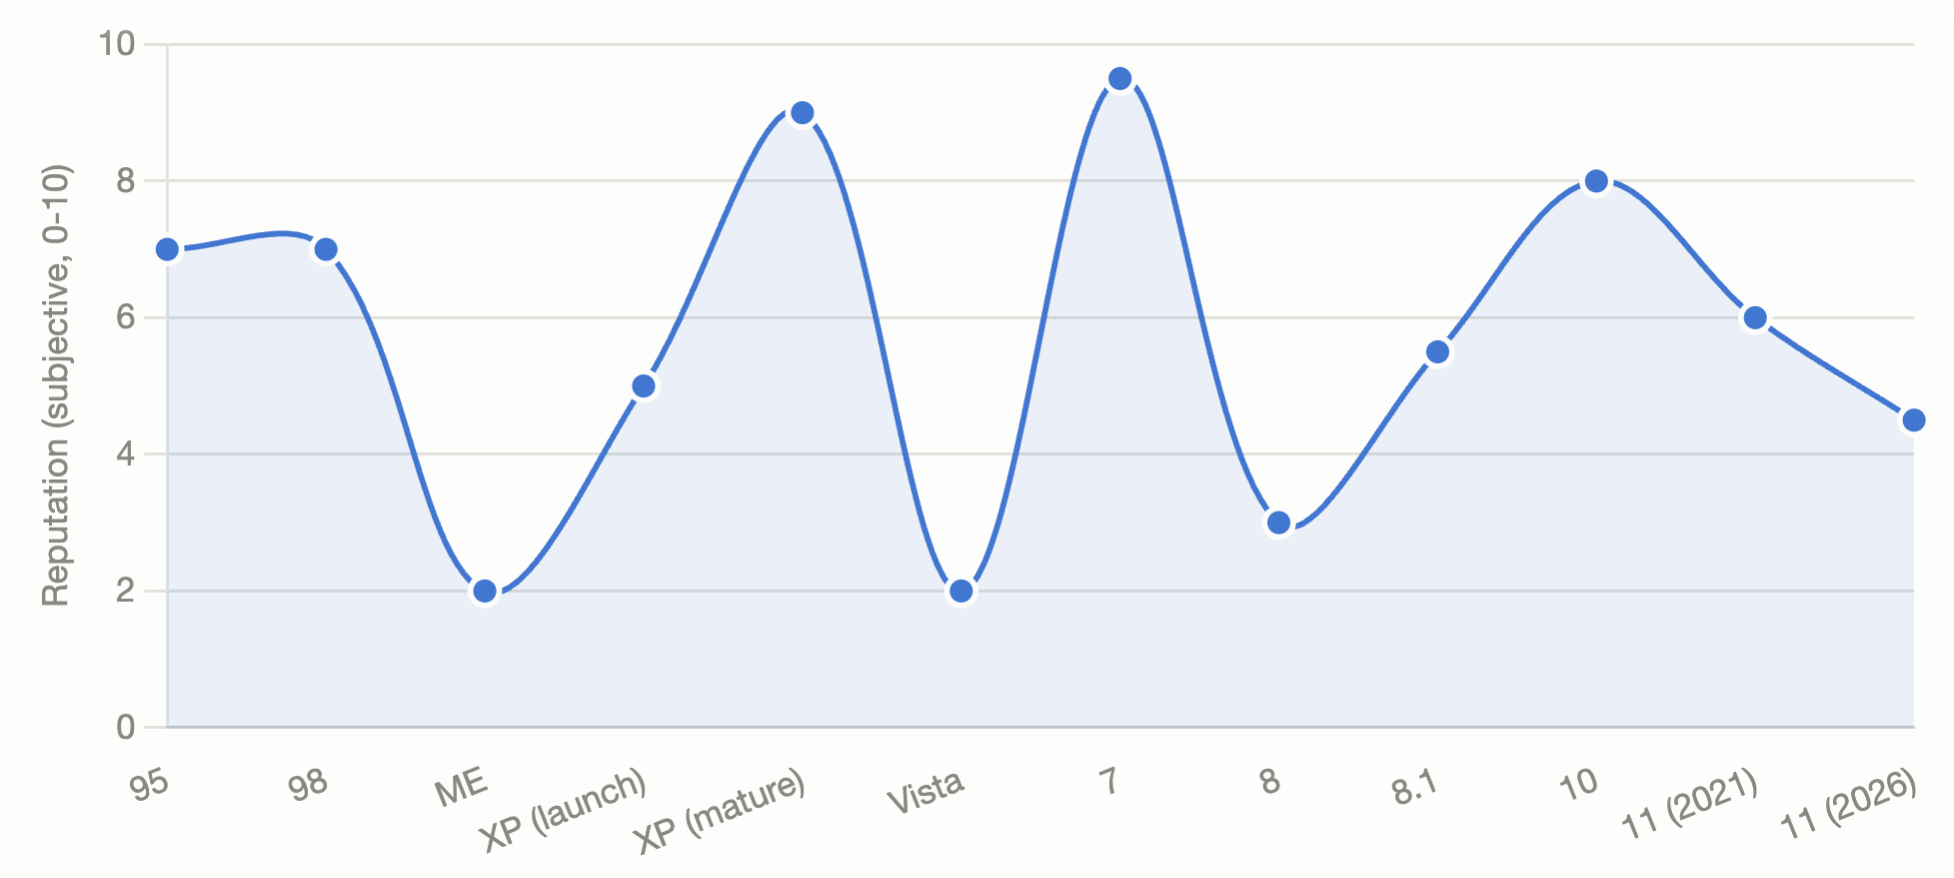 Reputation (subjective, 0-10)
10
8
6
4
2
0
95
98
ME
XP (launch)
XP (mature)
Vista
7
8
8.1
10
11 (2021)
11 (2026)